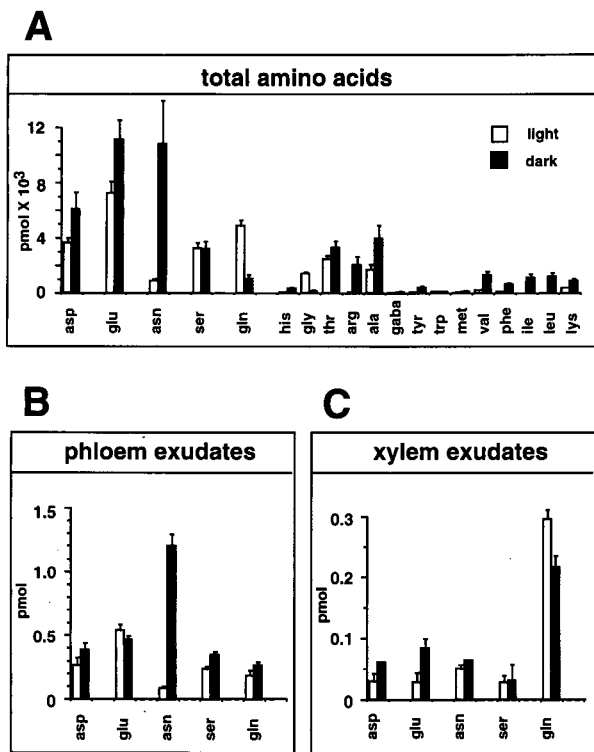 A
total amino acids
12
8
4
0
pmol X 10³
light
dark
asp glu asn ser gln his gly thr arg ala gaba tyr trp met val phe ile leu lys
B
phloem exudates
1.5
1.0
0.5
0
pmol
asp glu asn ser gln
C
xylem exudates
0.3
0.2
0.1
0
pmol
asp glu asn ser gln